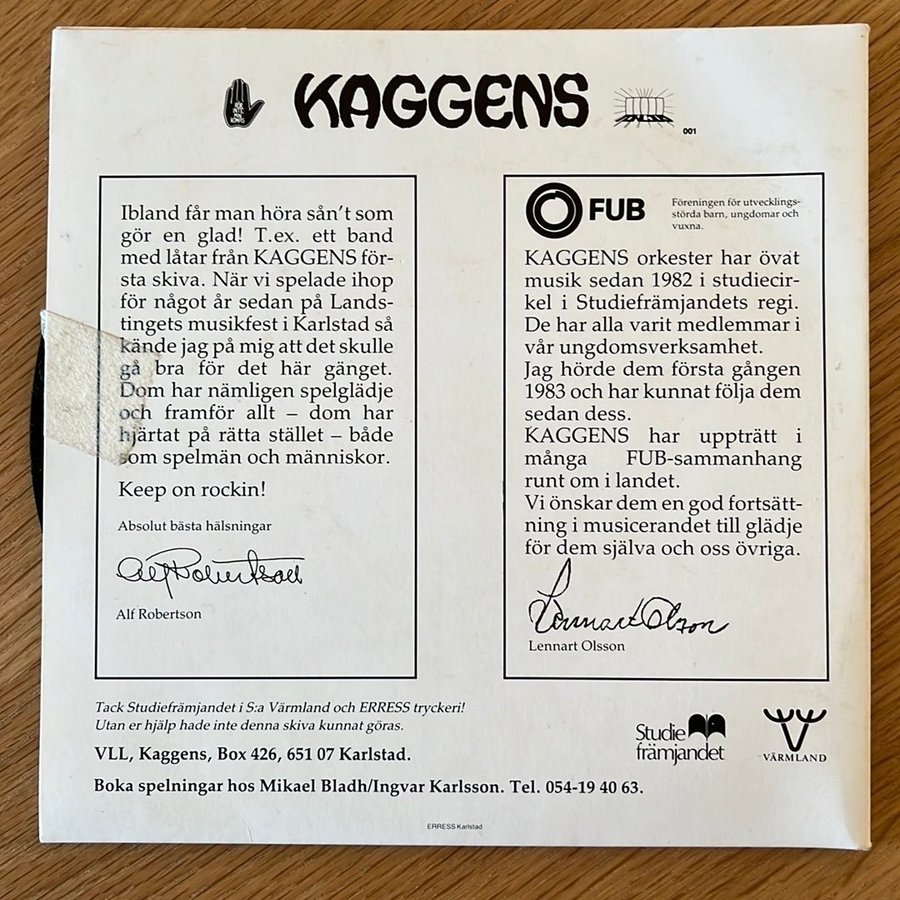 RÖR
INTE
MIN
KOMPIS
KAGGENS
001
Ibland får man höra sån't som
gör en glad! T.ex. ett band
med låtar från KAGGENS för-
sta skiva. När vi spelade ihop
för något år sedan på Lands-
tingets musikfest i Karlstad så
kände jag på mig att det skulle
gå bra för det här gänget.
Dom har nämligen spelglädje
och framför allt – dom har
hjärtat på rätta stället – både
som spelmän och människor.
Keep on rockin!
Absolut bästa hälsningar
Alf Robertson
Alf Robertson
FUB
Föreningen för utvecklings-
störda barn, ungdomar och
vuxna.
KAGGENS orkester har övat
musik sedan 1982 i studiecir-
kel i Studiefrämjandets regi.
De har alla varit medlemmar i
vår ungdomsverksamhet.
Jag hörde dem första gången
1983 och har kunnat följa dem
sedan dess.
KAGGENS har uppträtt i
många FUB-sammanhang
runt om i landet.
Vi önskar dem en god fortsätt-
ning i musicerandet till glädje
för dem själva och oss övriga.
Lennart Olsson
Lennart Olsson
Tack Studiefrämjandet i S:a Värmland och ERRESS tryckeri!
Utan er hjälp hade inte denna skiva kunnat göras.
VLL, Kaggens, Box 426, 651 07 Karlstad.
Boka spelningar hos Mikael Bladh/Ingvar Karlsson. Tel. 054-19 40 63.
Studie
främjandet
VÄRMLAND
ERRESS Karlstad